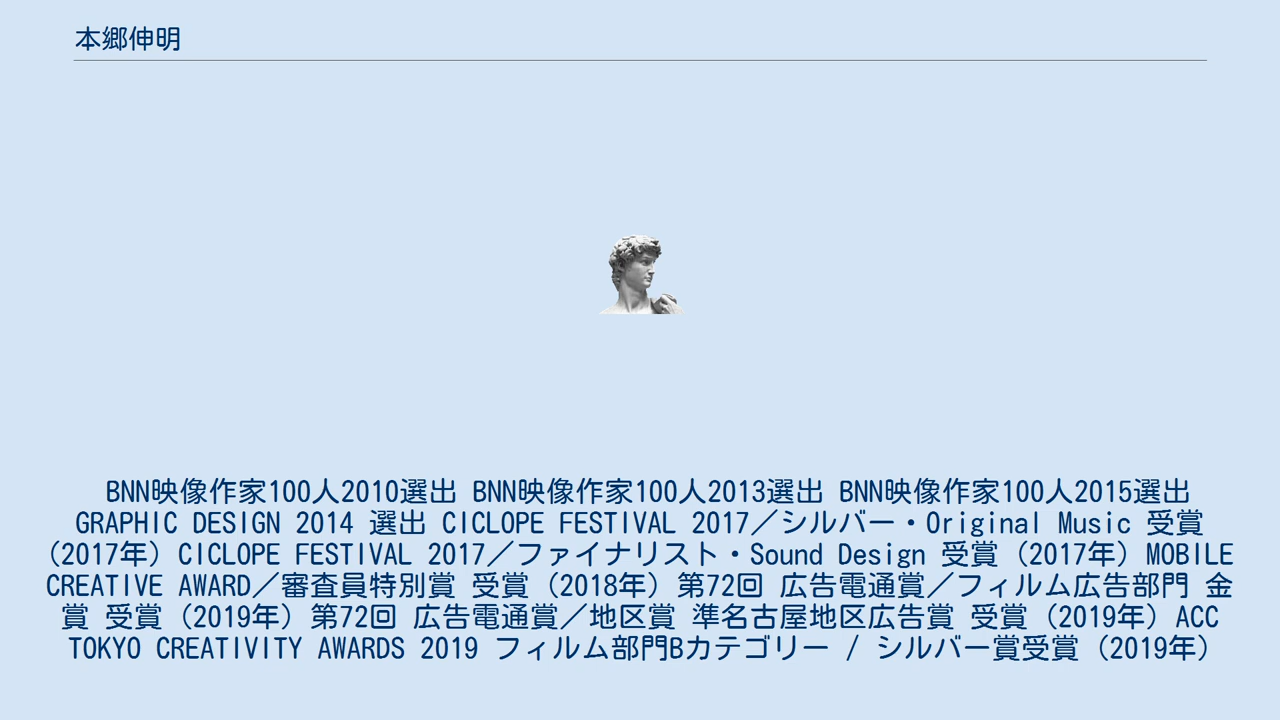 本郷伸明
BNN映像作家100人2010選出 BNN映像作家100人2013選出 BNN映像作家100人2015選出
GRAPHIC DESIGN 2014 選出 CICLOPE FESTIVAL 2017／シルバー・Original Music 受賞
（2017年）CICLOPE FESTIVAL 2017／ファイナリスト・Sound Design 受賞（2017年）MOBILE
CREATIVE AWARD／審査員特別賞 受賞（2018年）第72回 広告電通賞／フィルム広告部門 金
賞 受賞（2019年）第72回 広告電通賞／地区賞 準名古屋地区広告賞 受賞（2019年）ACC
TOKYO CREATIVITY AWARDS 2019 フィルム部門Bカテゴリー / シルバー賞受賞（2019年）